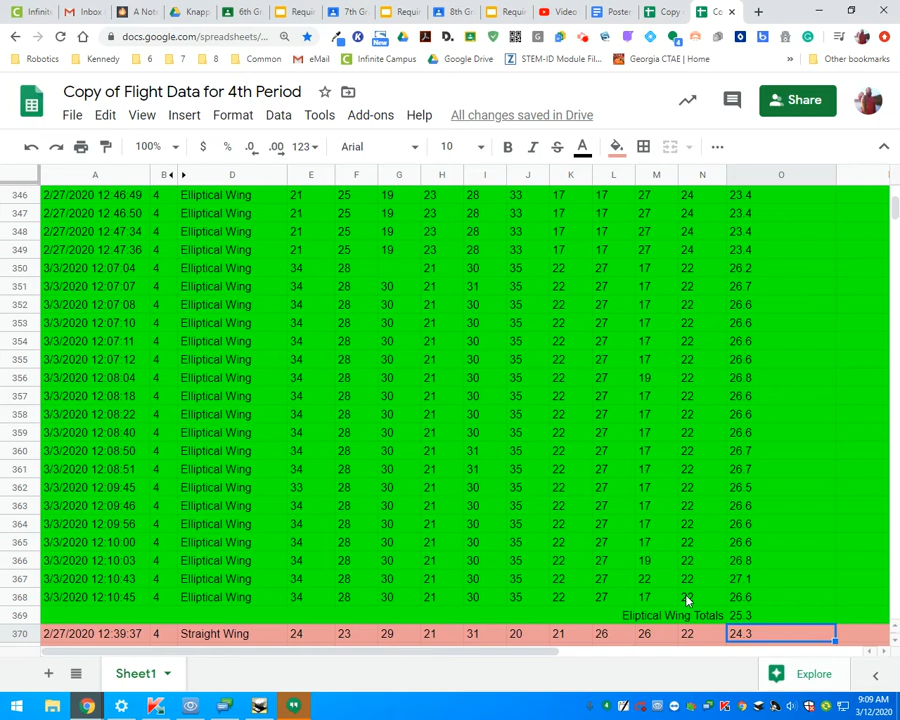 Infinit
Inbox
A Note
Knapp
6th Gr
Requir
7th Gr
Requir
8th Gr
Requir
Video
Poster
Copy
Co
docs.google.com/spreadsheets/...
Robotics
Kennedy
6
7
8
Common
eMail
Infinite Campus
Google Drive
STEM-ID Module Fil...
Georgia CTAE | Home
»
Other bookmarks
Copy of Flight Data for 4th Period
File Edit View Insert Format Data Tools Add-ons Help All changes saved in Drive
Share
100% $ % .0 .00 123 Arial 10 B I S A
A B D E F G H I J K L M N O
346 2/27/2020 12:46:49 4 Elliptical Wing 21 25 19 23 28 33 17 17 27 24 23.4
347 2/27/2020 12:46:50 4 Elliptical Wing 21 25 19 23 28 33 17 17 27 24 23.4
348 2/27/2020 12:47:34 4 Elliptical Wing 21 25 19 23 28 33 17 17 27 24 23.4
349 2/27/2020 12:47:36 4 Elliptical Wing 21 25 19 23 28 33 17 17 27 24 23.4
350 3/3/2020 12:07:04 4 Elliptical Wing 34 28 21 30 35 22 27 17 22 26.2
351 3/3/2020 12:07:07 4 Elliptical Wing 34 28 30 21 31 35 22 27 17 22 26.7
352 3/3/2020 12:07:08 4 Elliptical Wing 34 28 30 21 30 35 22 27 17 22 26.6
353 3/3/2020 12:07:10 4 Elliptical Wing 34 28 30 21 30 35 22 27 17 22 26.6
354 3/3/2020 12:07:11 4 Elliptical Wing 34 28 30 21 30 35 22 27 17 22 26.6
355 3/3/2020 12:07:12 4 Elliptical Wing 34 28 30 21 30 35 22 27 17 22 26.6
356 3/3/2020 12:08:04 4 Elliptical Wing 34 28 30 21 30 35 22 27 19 22 26.8
357 3/3/2020 12:08:18 4 Elliptical Wing 34 28 30 21 30 35 22 27 17 22 26.6
358 3/3/2020 12:08:22 4 Elliptical Wing 34 28 30 21 30 35 22 27 17 22 26.6
359 3/3/2020 12:08:40 4 Elliptical Wing 34 28 30 21 30 35 22 27 17 22 26.6
360 3/3/2020 12:08:50 4 Elliptical Wing 34 28 30 21 31 35 22 27 17 22 26.7
361 3/3/2020 12:08:51 4 Elliptical Wing 34 28 30 21 31 35 22 27 17 22 26.7
362 3/3/2020 12:09:45 4 Elliptical Wing 33 28 30 21 30 35 22 27 17 22 26.5
363 3/3/2020 12:09:46 4 Elliptical Wing 34 28 30 21 30 35 22 27 17 22 26.6
364 3/3/2020 12:09:56 4 Elliptical Wing 34 28 30 21 30 35 22 27 17 22 26.6
365 3/3/2020 12:10:00 4 Elliptical Wing 34 28 30 21 30 35 22 27 17 22 26.6
366 3/3/2020 12:10:03 4 Elliptical Wing 34 28 30 21 30 35 22 27 19 22 26.8
367 3/3/2020 12:10:43 4 Elliptical Wing 34 28 30 21 30 35 22 27 22 22 27.1
368 3/3/2020 12:10:45 4 Elliptical Wing 34 28 30 21 30 35 22 27 17 22 26.6
369 Eliptical Wing Totals 25.3
370 2/27/2020 12:39:37 4 Straight Wing 24 23 29 21 31 20 21 26 26 22 24.3
Sheet1
Explore
9:09 AM
3/12/2020